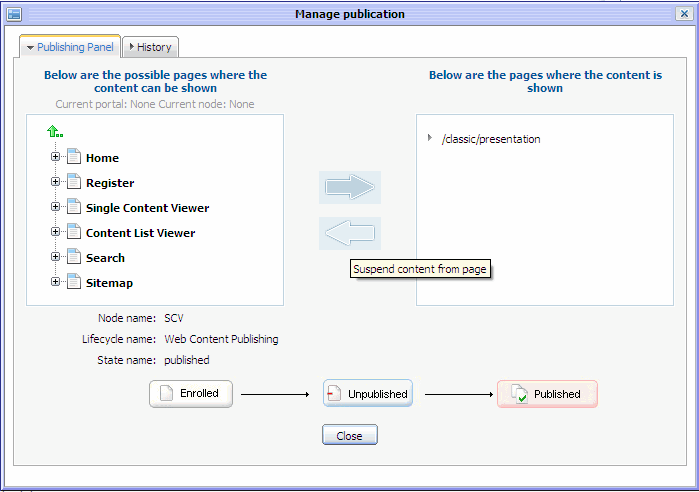 Manage publication
Publishing Panel
History
Below are the possible pages where the
content can be shown
Current portal: None Current node: None
Home
Register
Single Content Viewer
Content List Viewer
Search
Sitemap
Below are the pages where the content is
shown
/classic/presentation
Suspend content from page
Node name: SCV
Lifecycle name: Web Content Publishing
State name: published
Enrolled
Unpublished
Published
Close